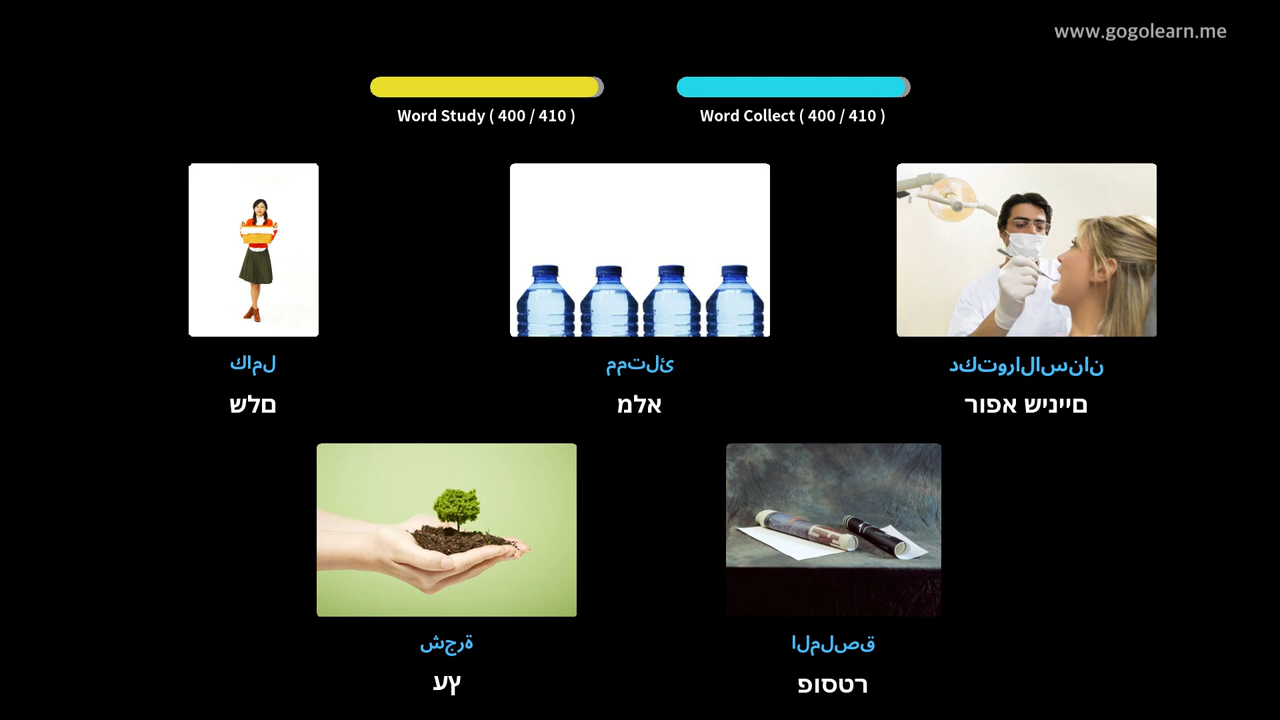 www.gogolearn.me
Word Study ( 400 / 410 )
Word Collect ( 400 / 410 )
كامل
שלם
ممتلئ
מלא
دكتورالاسنان
רופא שיניים
شجرة
עץ
الملصق
פוסטר